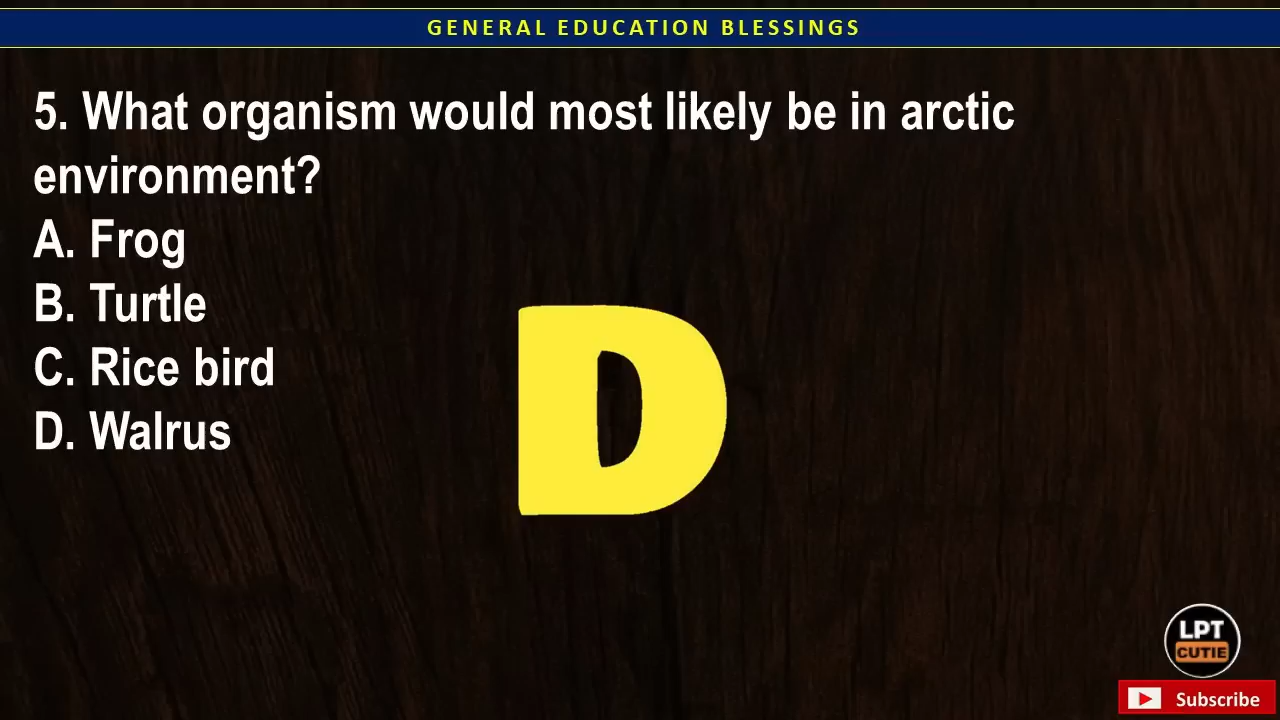 GENERAL EDUCATION BLESSINGS
5. What organism would most likely be in arctic
environment?
A. Frog
B. Turtle
C. Rice bird
D. Walrus
D
LPT
CUTIE
Subscribe